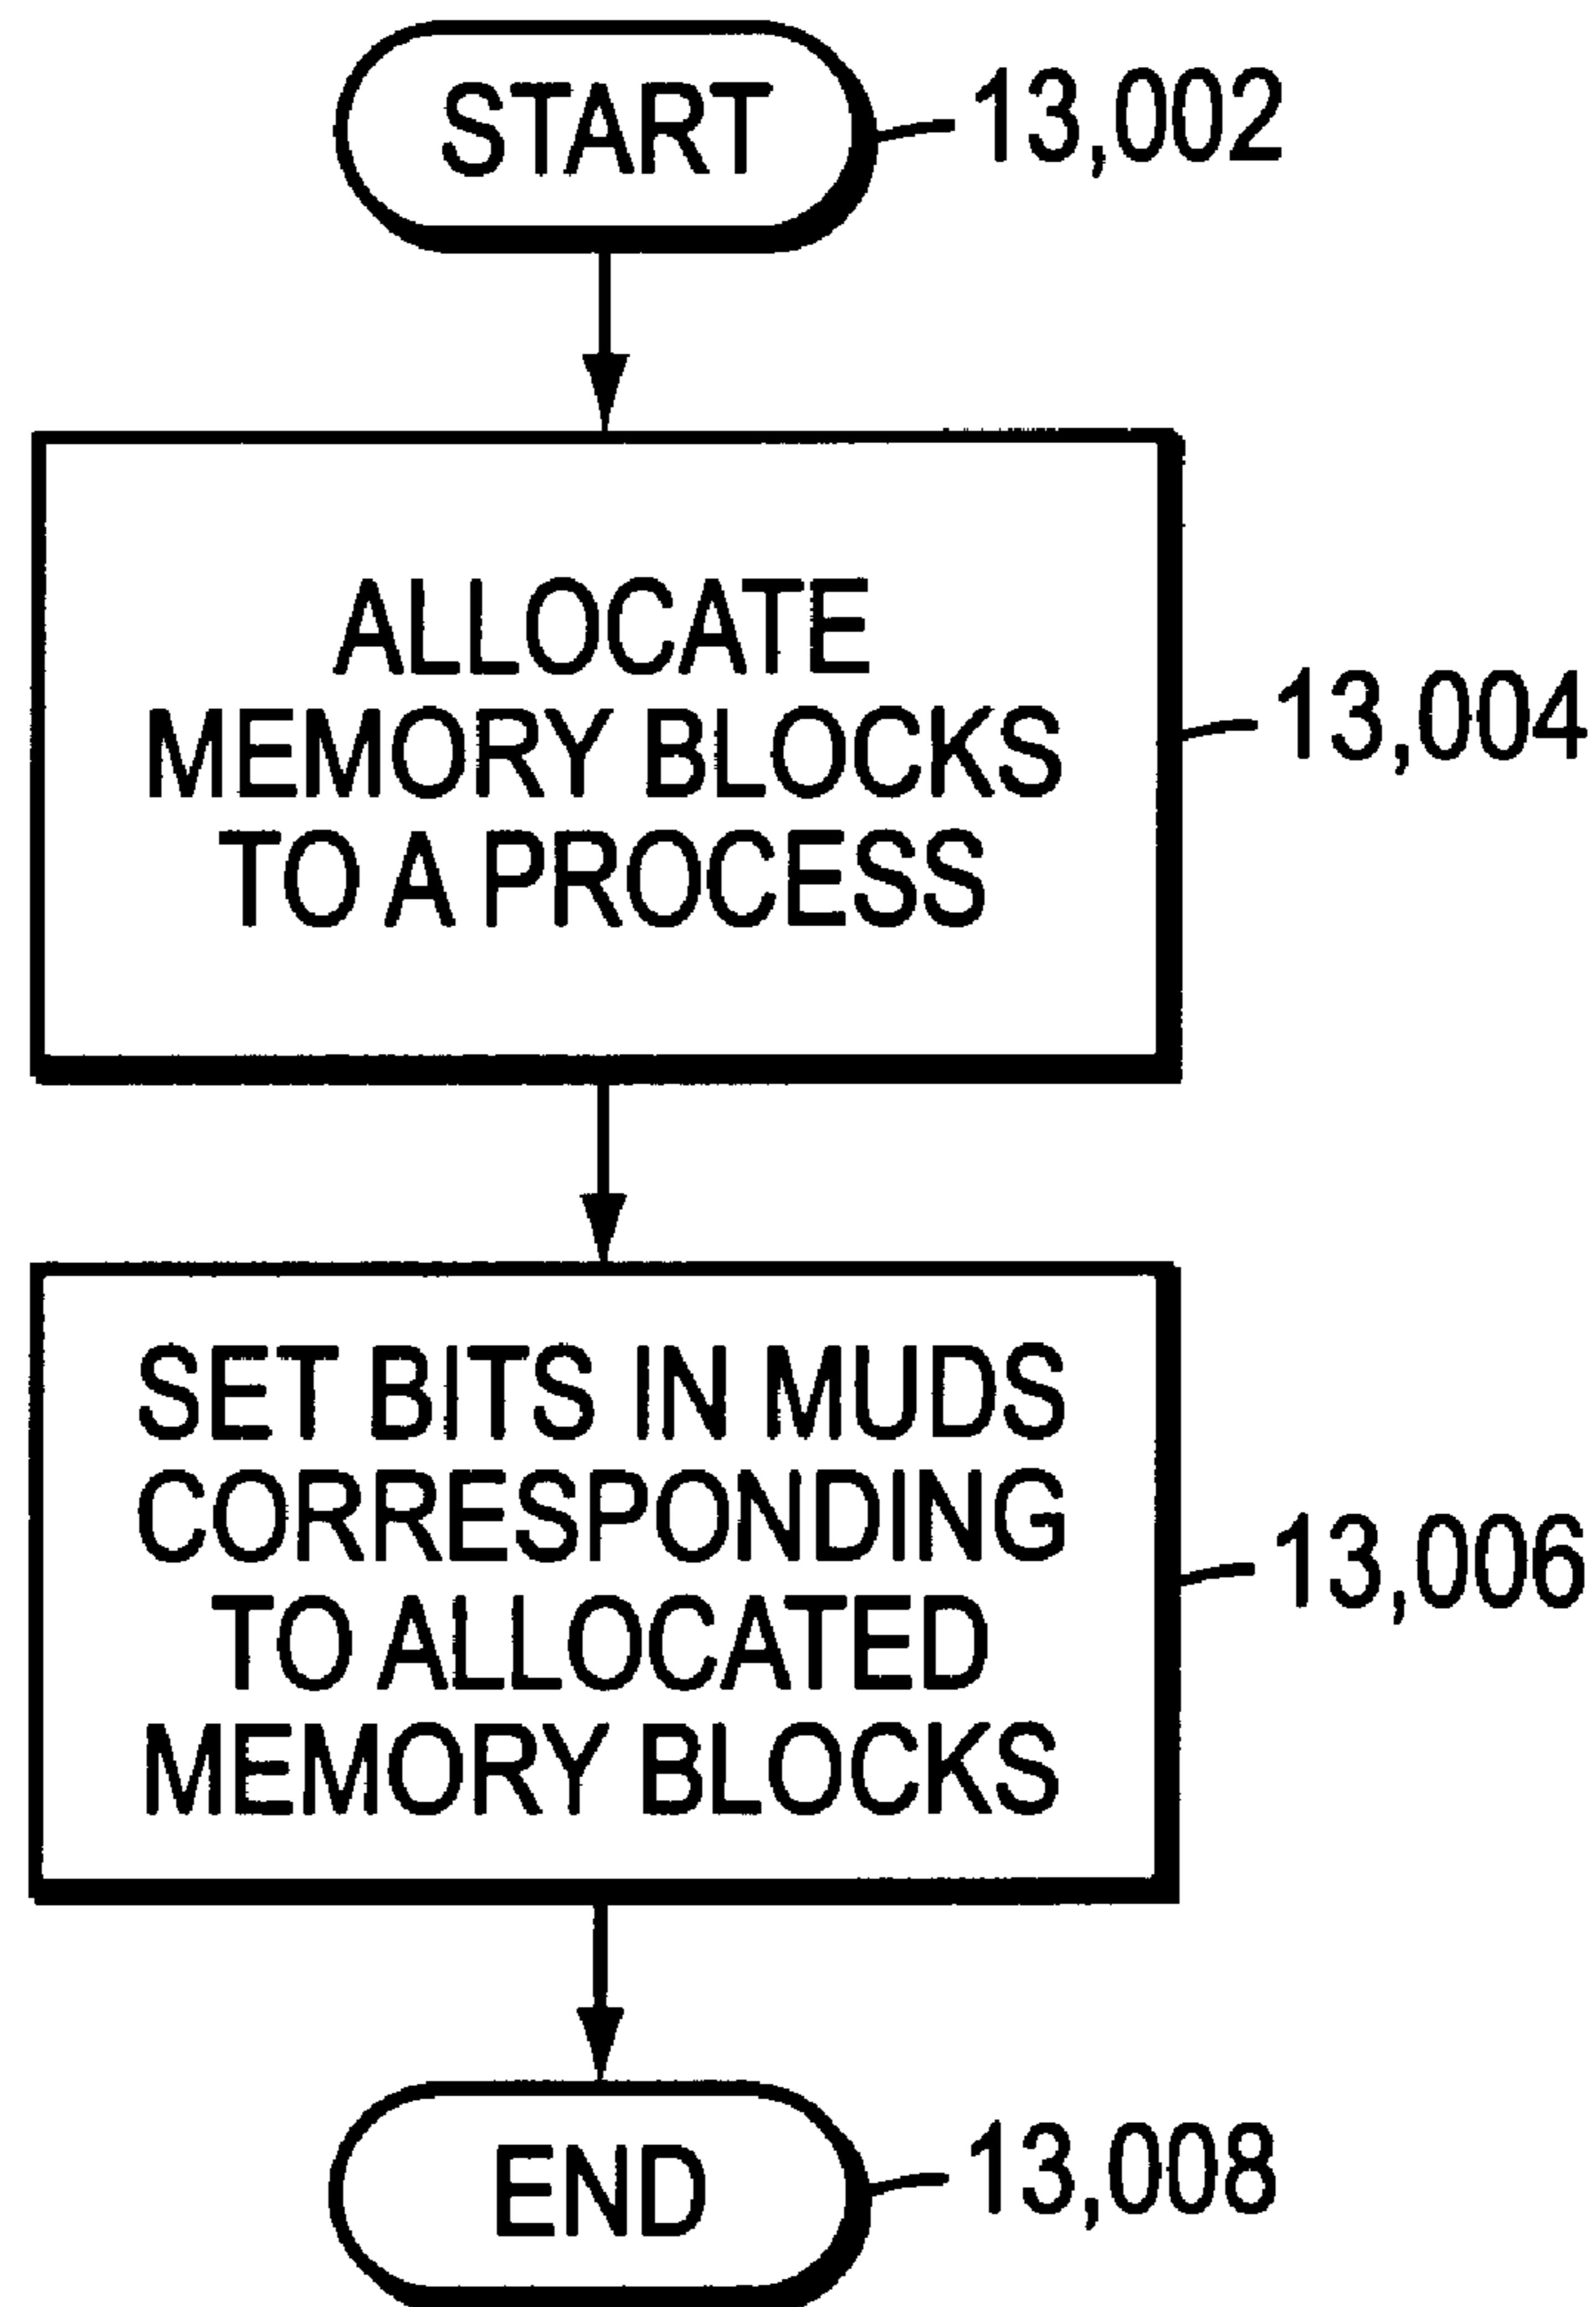 START
13,002
ALLOCATE
MEMORY BLOCKS
TO A PROCESS
13,004
SET BITS IN MUDS
CORRESPONDING
TO ALLOCATED
MEMORY BLOCKS
13,006
END
13,008